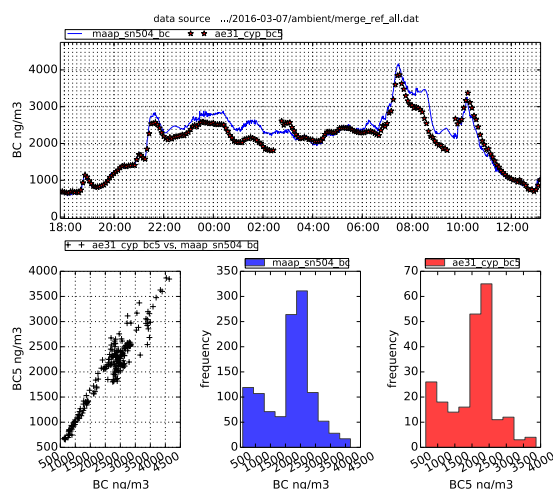 data source .../2016-03-07/ambient/merge_ref_all.dat
maap_sn504_bc ae31_cyp_bc5
BC ng/m3
4000
3000
2000
1000
0
18:00 20:00 22:00 00:00 02:00 04:00 06:00 08:00 10:00 12:00
ae31_cyp_bc5 vs. maap_sn504_bc
BC5 ng/m3
4000
3500
3000
2500
2000
1500
1000
500
500 1000 1500 2000 2500 3000 3500 4000 4500
BC ng/m3
maap_sn504_bc
frequency
350
300
250
200
150
100
50
0
500 1000 1500 2000 2500 3000 3500 4000 4500
BC ng/m3
ae31_cyp_bc5
frequency
70
60
50
40
30
20
10
0
500 1000 1500 2000 2500 3000 3500 4000
BC5 ng/m3